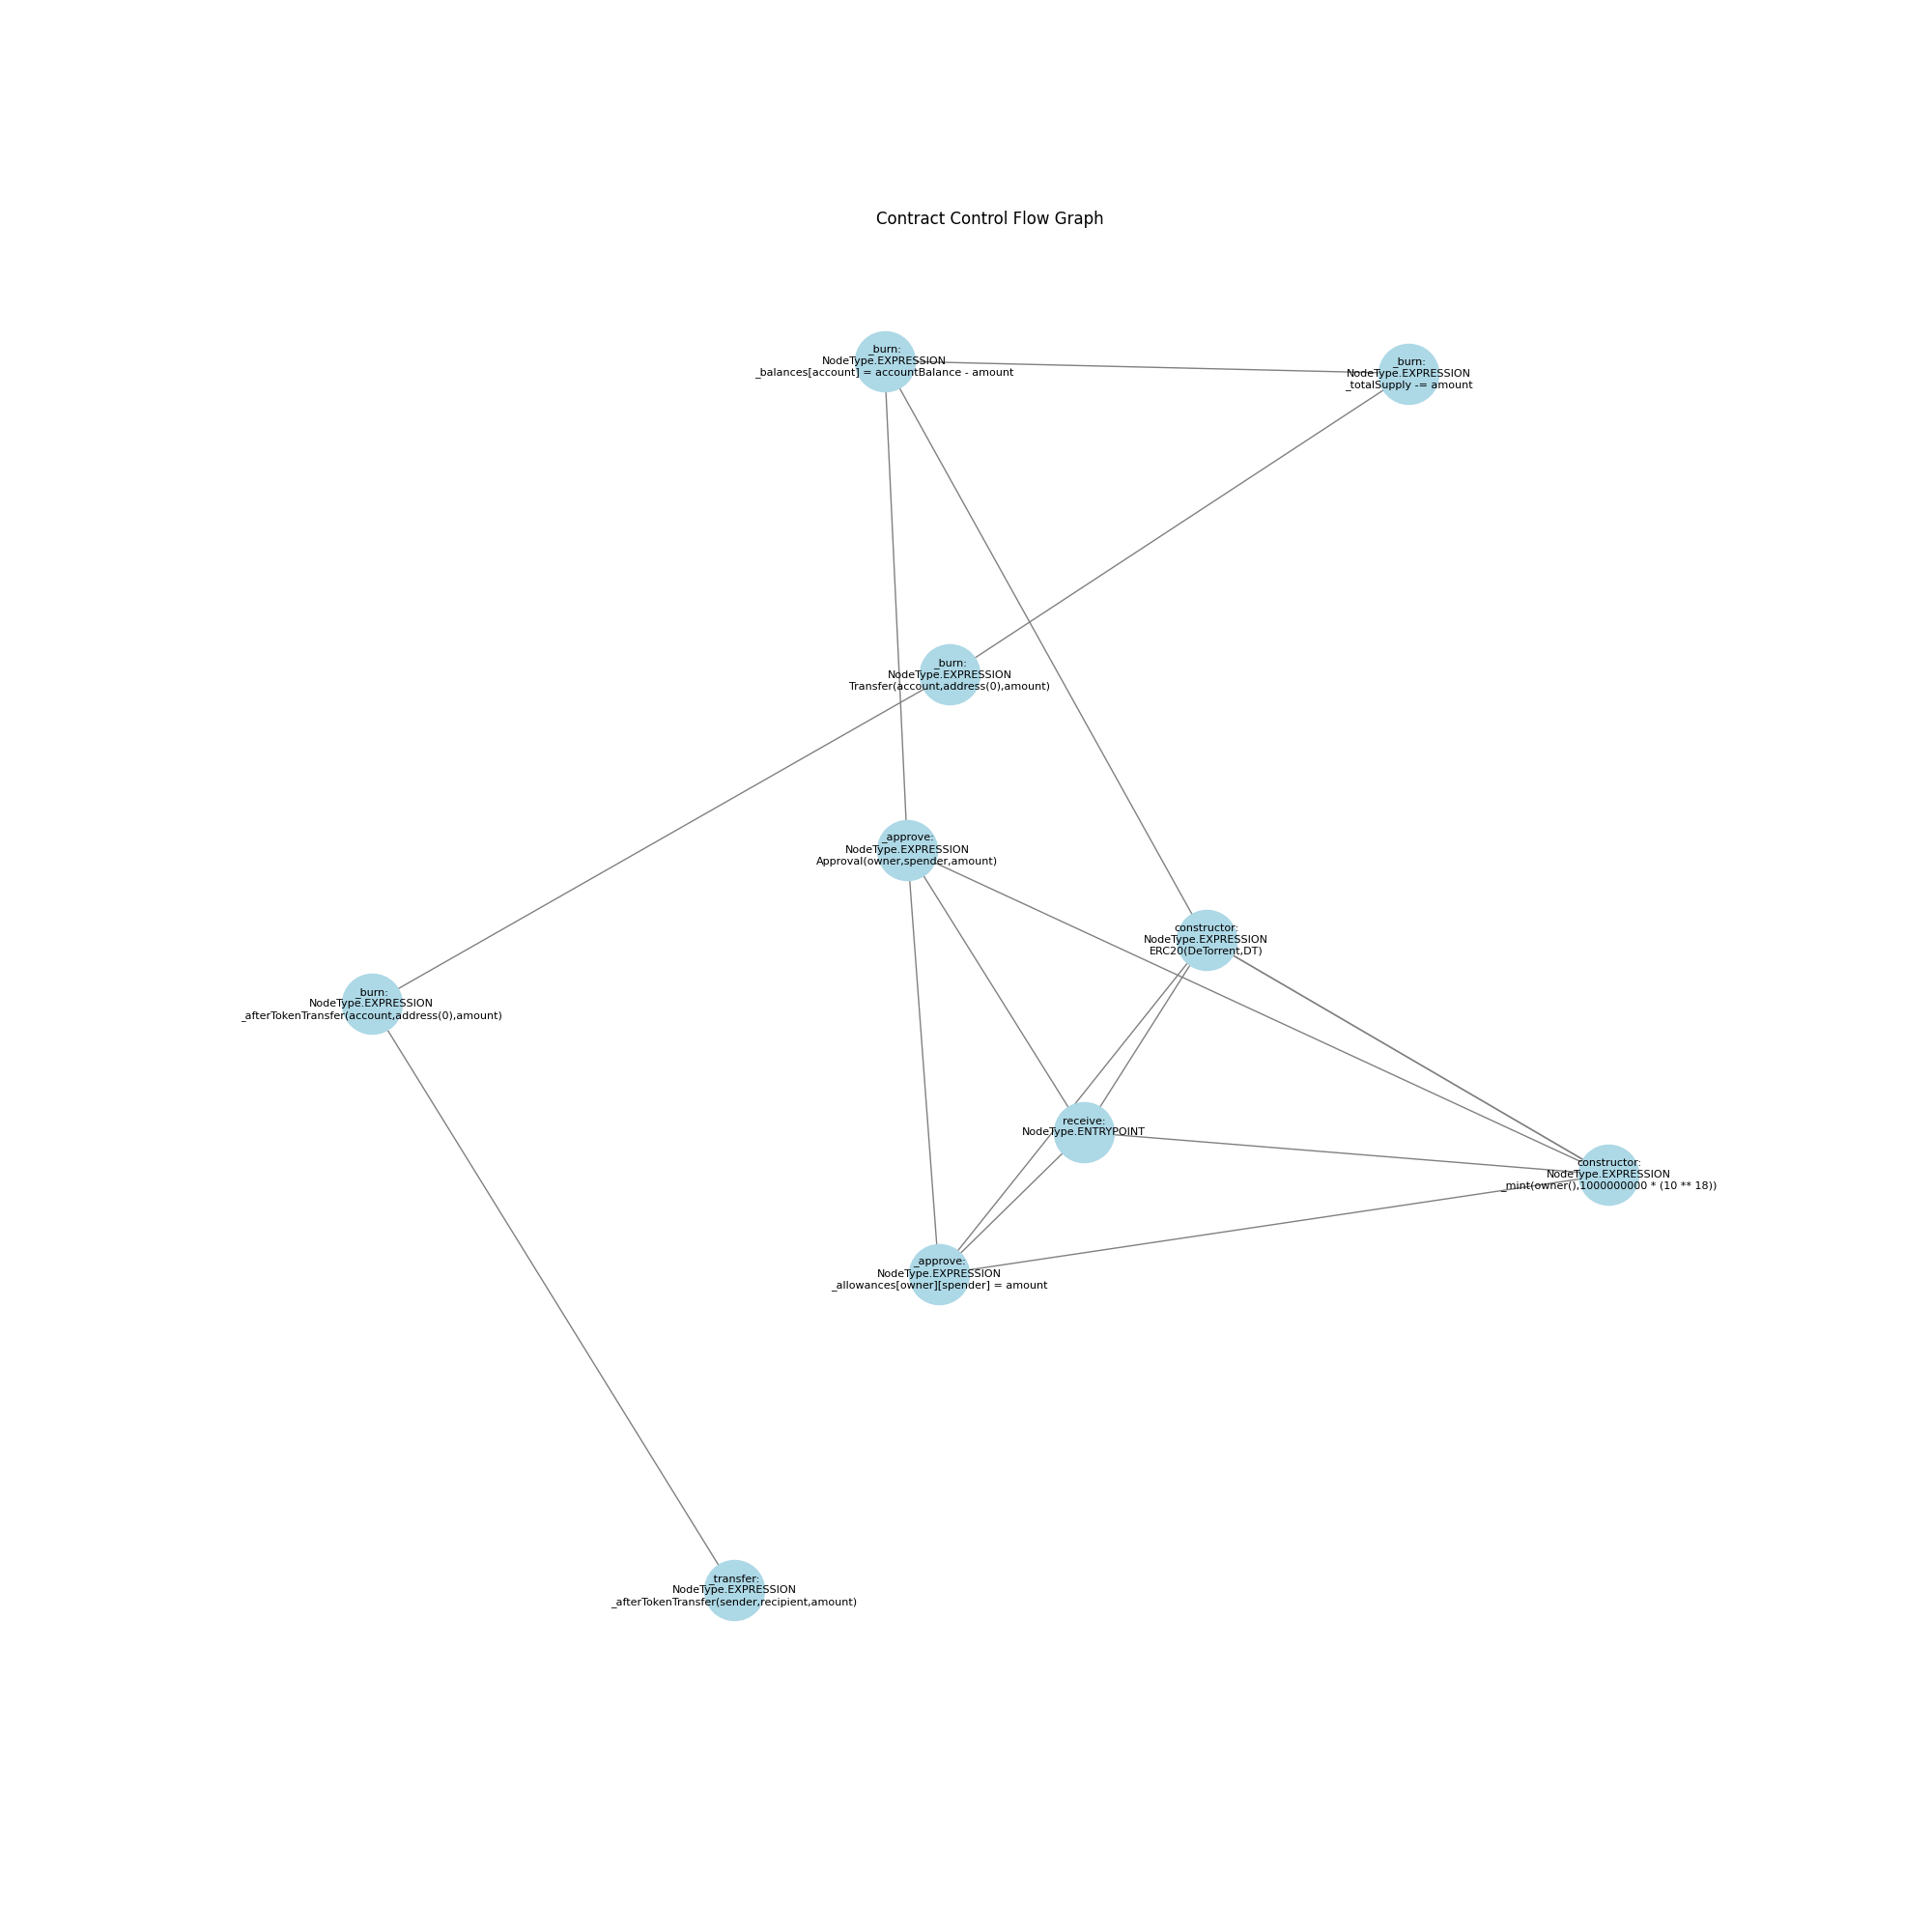 Contract Control Flow Graph
_burn:
NodeType.EXPRESSION
_balances[account] = accountBalance - amount
_burn:
NodeType.EXPRESSION
_totalSupply -= amount
_burn:
NodeType.EXPRESSION
Transfer(account,address(0),amount)
_approve:
NodeType.EXPRESSION
Approval(owner,spender,amount)
constructor:
NodeType.EXPRESSION
ERC20(DeTorrent,DT)
_burn:
NodeType.EXPRESSION
_afterTokenTransfer(account,address(0),amount)
receive:
NodeType.ENTRYPOINT
constructor:
NodeType.EXPRESSION
_mint(owner(),1000000000 * (10 ** 18))
_approve:
NodeType.EXPRESSION
_allowances[owner][spender] = amount
_transfer:
NodeType.EXPRESSION
_afterTokenTransfer(sender,recipient,amount)